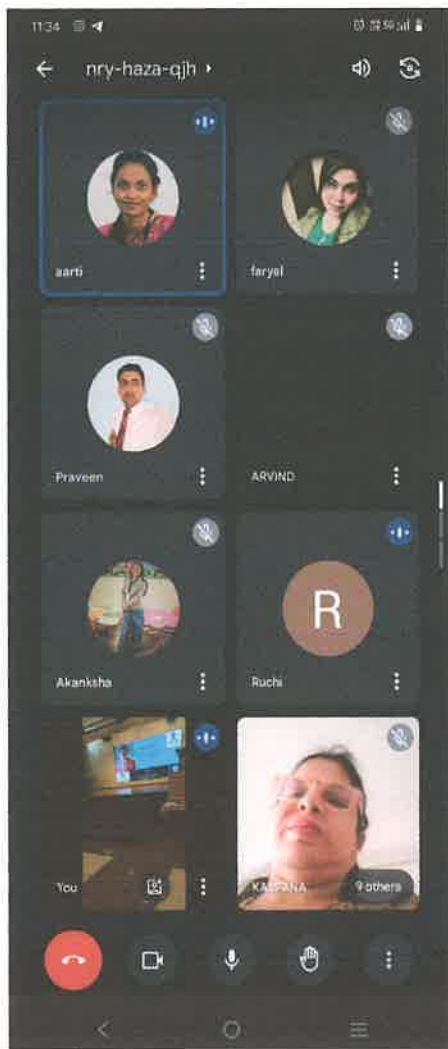 11:34
nry-haza-qjh
aarti
faryal
Praveen
ARVIND
Akanksha
R
Ruchi
You
KALPANA
9 others